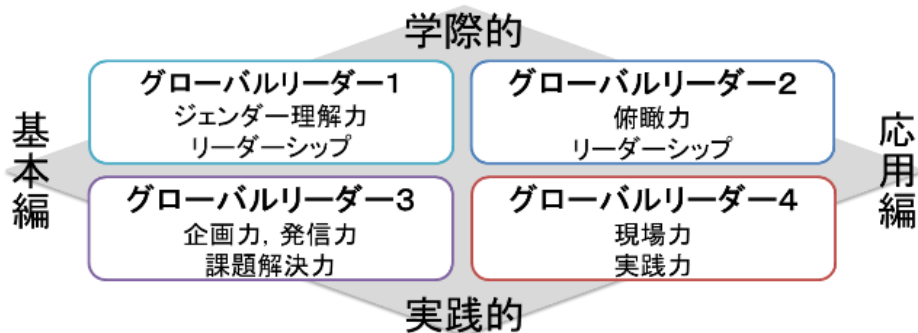 学際的
グローバルリーダー1
ジェンダー理解力
リーダーシップ
グローバルリーダー2
俯瞰力
リーダーシップ
基本編
応用編
グローバルリーダー3
企画力，発信力
課題解決力
グローバルリーダー4
現場力
実践力
実践的